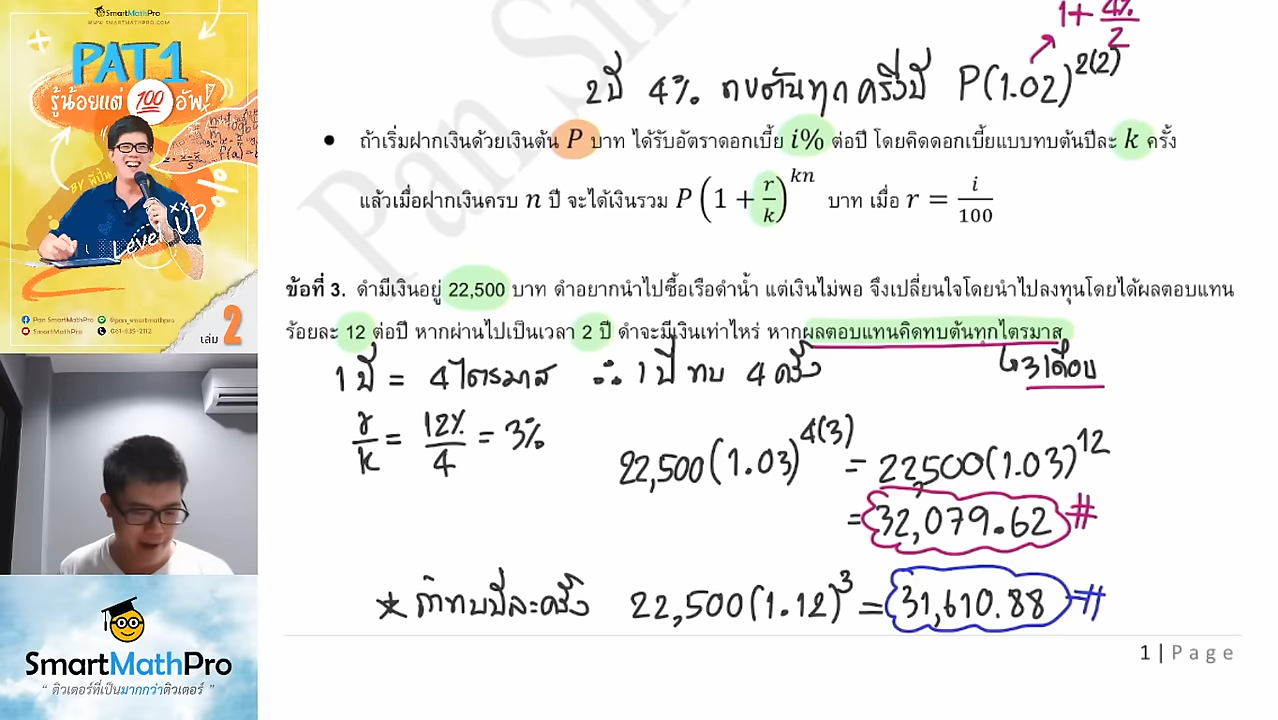 SmartMathPro
WWW.SMARTMATHPRO.COM
PAT 1
รู้น้อยแต่ 100 อัพ!
BY พี่ปั้น
Level UP
Pan SmartMathPro
@pan_smartmathpro
SmartMathPro
เล่ม 2
SmartMathPro
“ ติวเตอร์ที่เป็นมากกว่าติวเตอร์ ”
1 + 4%/2
2 ปี 4% ทบต้นทุกครึ่งปี P(1.02)^2(2)
• ถ้าเริ่มฝากเงินด้วยเงินต้น P บาท ได้รับอัตราดอกเบี้ย i% ต่อปี โดยคิดดอกเบี้ยแบบทบต้นปีละ k ครั้ง
แล้วเมื่อฝากเงินครบ n ปี จะได้เงินรวม P(1 + r/k)^kn บาท เมื่อ r = i/100
ข้อที่ 3. ดำมีเงินอยู่ 22,500 บาท ดำอยากนำไปซื้อเรือดำน้ำ แต่เงินไม่พอ จึงเปลี่ยนใจโดยนำไปลงทุนโดยได้ผลตอบแทน
ร้อยละ 12 ต่อปี หากผ่านไปเป็นเวลา 2 ปี ดำจะมีเงินเท่าไหร่ หากผลตอบแทนคิดทบต้นทุกไตรมาส
↳ 3 เดือน
1 ปี = 4 ไตรมาส ∴ 1 ปี ทบ 4 ครั้ง
r/k = 12%/4 = 3%
22,500(1.03)^4(3) = 22,500(1.03)^12
= 32,079.62 #
* ถ้าทบปีละครั้ง 22,500(1.12)^3 = 31,610.88 #
1 | Page